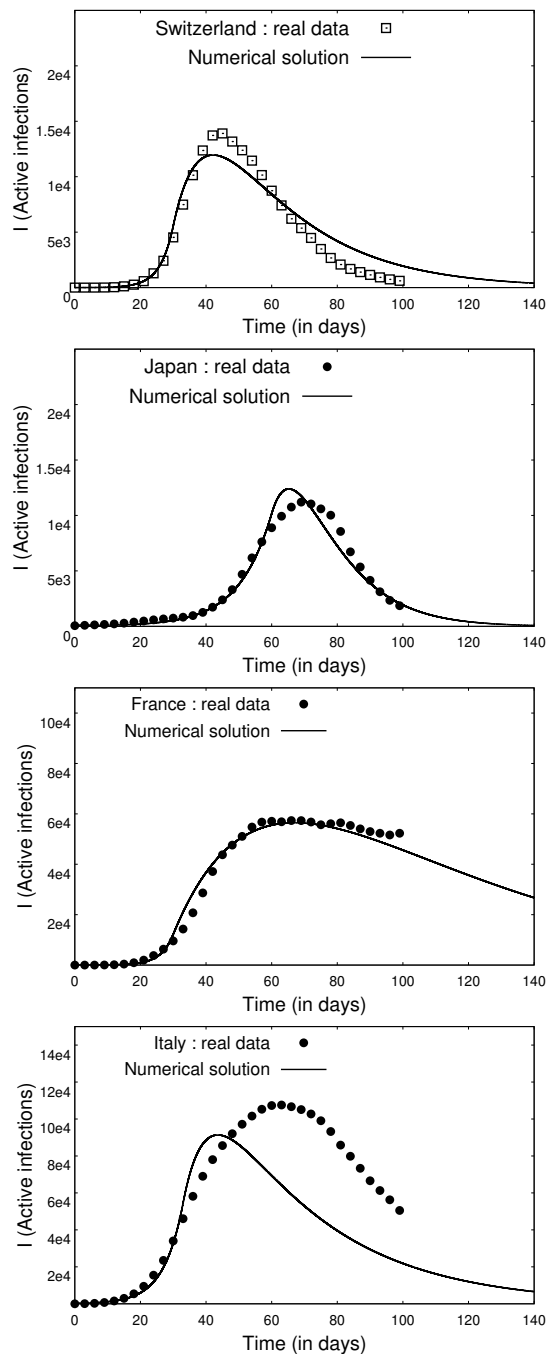 Switzerland : real data
Numerical solution
I (Active infections)
2e4
1.5e4
1e4
5e3
0
0 20 40 60 80 100 120 140
Time (in days)
Japan : real data
Numerical solution
I (Active infections)
2e4
1.5e4
1e4
5e3
0
0 20 40 60 80 100 120 140
Time (in days)
France : real data
Numerical solution
I (Active infections)
10e4
8e4
6e4
4e4
2e4
0 20 40 60 80 100 120 140
Time (in days)
Italy : real data
Numerical solution
I (Active infections)
14e4
12e4
10e4
8e4
6e4
4e4
2e4
0 20 40 60 80 100 120 140
Time (in days)